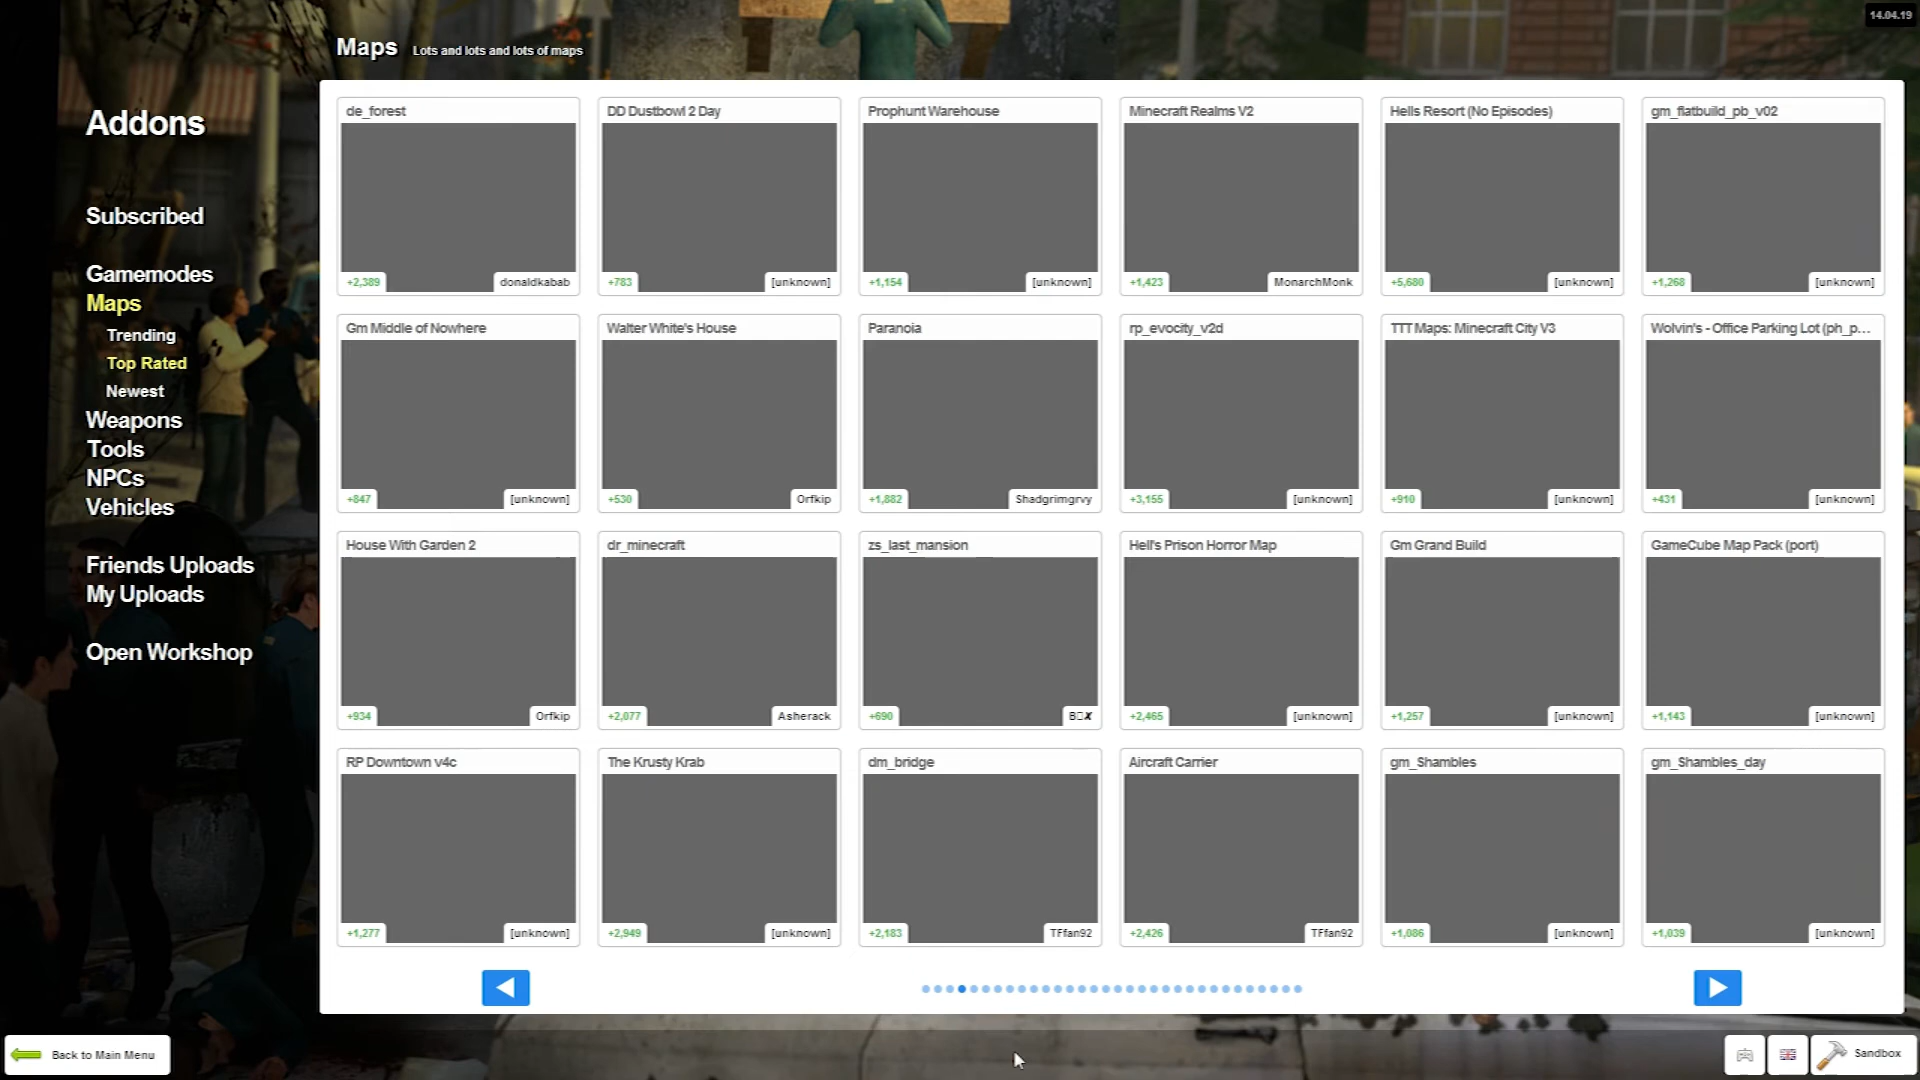 14.04.19
Maps Lots and lots and lots of maps
Addons
Subscribed
Gamemodes
Maps
Trending
Top Rated
Newest
Weapons
Tools
NPCs
Vehicles
Friends Uploads
My Uploads
Open Workshop
de_forest
+2,389 donaldkabab
DD Dustbowl 2 Day
+783 [unknown]
Prophunt Warehouse
+1,154 [unknown]
Minecraft Realms V2
+1,423 MonarchMonk
Hells Resort (No Episodes)
+5,680 [unknown]
gm_flatbuild_pb_v02
+1,268 [unknown]
Gm Middle of Nowhere
+847 [unknown]
Walter White's House
+530 Orfkip
Paranoia
+1,882 Shadgrimgrvy
rp_evocity_v2d
+3,155 [unknown]
TTT Maps: Minecraft City V3
+910 [unknown]
Wolvin's - Office Parking Lot (ph_p...
+431 [unknown]
House With Garden 2
+934 Orfkip
dr_minecraft
+2,077 Asherack
zs_last_mansion
+690
Hell's Prison Horror Map
+2,465 [unknown]
Gm Grand Build
+1,257 [unknown]
GameCube Map Pack (port)
+1,143 [unknown]
RP Downtown v4c
+1,277 [unknown]
The Krusty Krab
+2,949 [unknown]
dm_bridge
+2,183 TFfan92
Aircraft Carrier
+2,426 TFfan92
gm_Shambles
+1,086 [unknown]
gm_Shambles_day
+1,039 [unknown]
Back to Main Menu
Sandbox